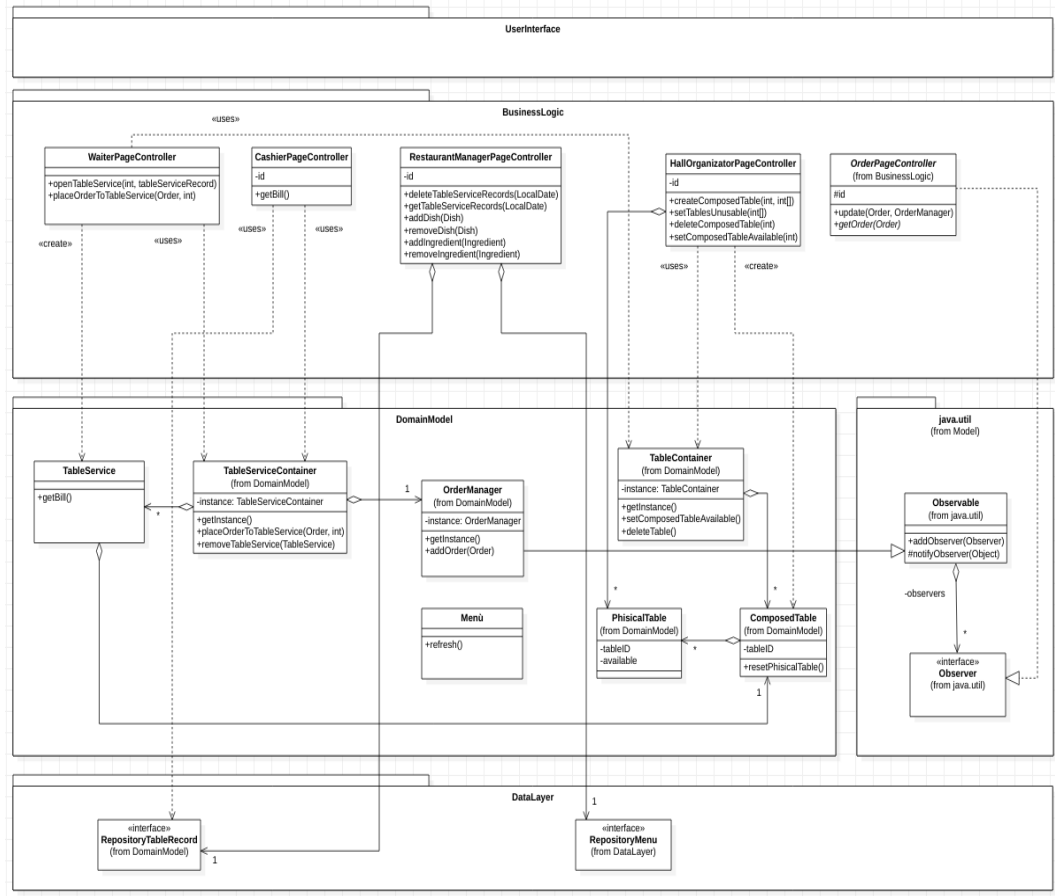 UserInterface
BusinessLogic
«uses»
WaiterPageController
+openTableService(int, tableServiceRecord)
+placeOrderToTableService(Order, int)
CashierPageController
-id
+getBill()
RestaurantManagerPageController
-id
+deleteTableServiceRecords(LocalDate)
+getTableServiceRecords(LocalDate)
+addDish(Dish)
+removeDish(Dish)
+addIngredient(Ingredient)
+removeIngredient(Ingredient)
HallOrganizatorPageController
-id
+createComposedTable(int, int[])
+setTablesUnusable(int[])
+deleteComposedTable(int)
+setComposedTableAvailable(int)
OrderPageController
(from BusinessLogic)
#id
+update(Order, OrderManager)
+getOrder(Order)
«create»
«uses»
«uses»
«uses»
«uses»
«create»
DomainModel
TableService
+getBill()
*
TableServiceContainer
(from DomainModel)
-instance: TableServiceContainer
+getInstance()
+placeOrderToTableService(Order, int)
+removeTableService(TableService)
1
OrderManager
(from DomainModel)
-instance: OrderManager
+getInstance()
+addOrder(Order)
TableContainer
(from DomainModel)
-instance: TableContainer
+getInstance()
+setComposedTableAvailable()
+deleteTable()
Menù
+refresh()
*
PhisicalTable
(from DomainModel)
-tableID
-available
*
*
ComposedTable
(from DomainModel)
-tableID
+resetPhisicalTable()
1
java.util
(from Model)
Observable
(from java.util)
+addObserver(Observer)
#notifyObserver(Object)
-observers
*
«interface»
Observer
(from java.util)
DataLayer
«interface»
RepositoryTableRecord
(from DomainModel)
1
1
«interface»
RepositoryMenu
(from DataLayer)